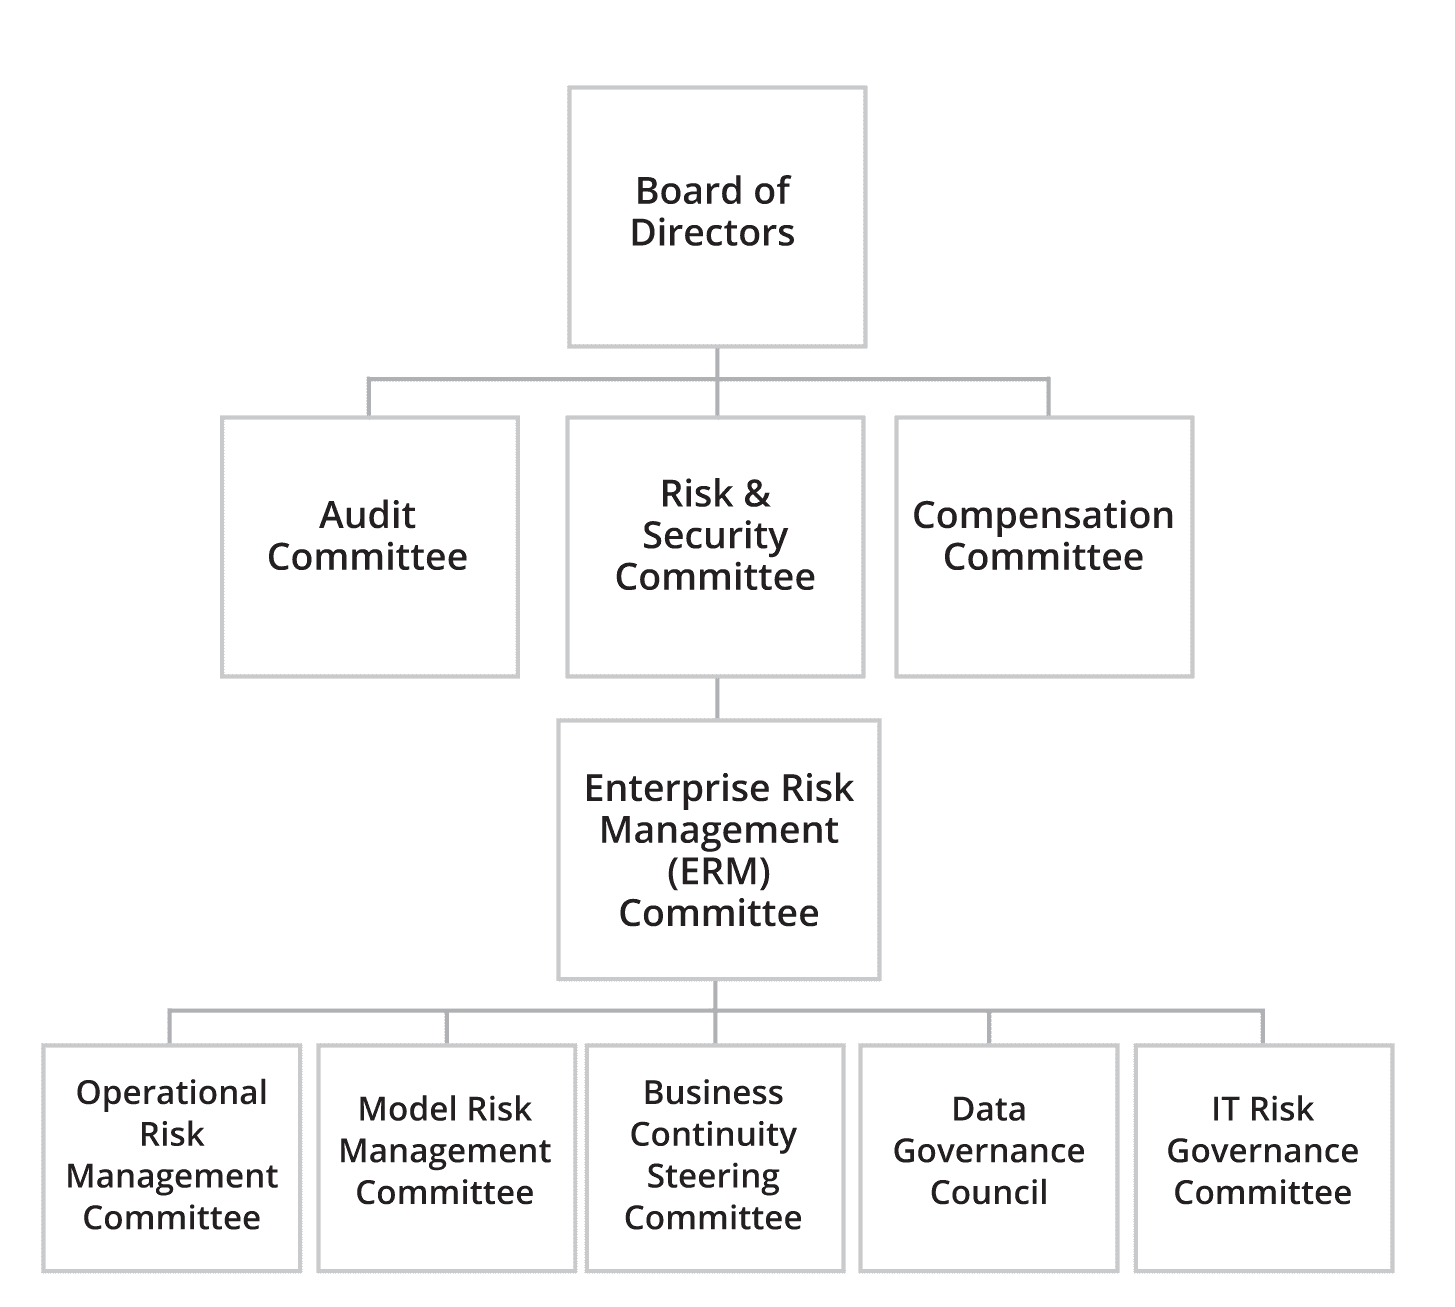 Board of
Directors
Audit
Committee
Risk &
Security
Committee
Compensation
Committee
Enterprise Risk
Management
(ERM)
Committee
Operational
Risk
Management
Committee
Model Risk
Management
Committee
Business
Continuity
Steering
Committee
Data
Governance
Council
IT Risk
Governance
Committee